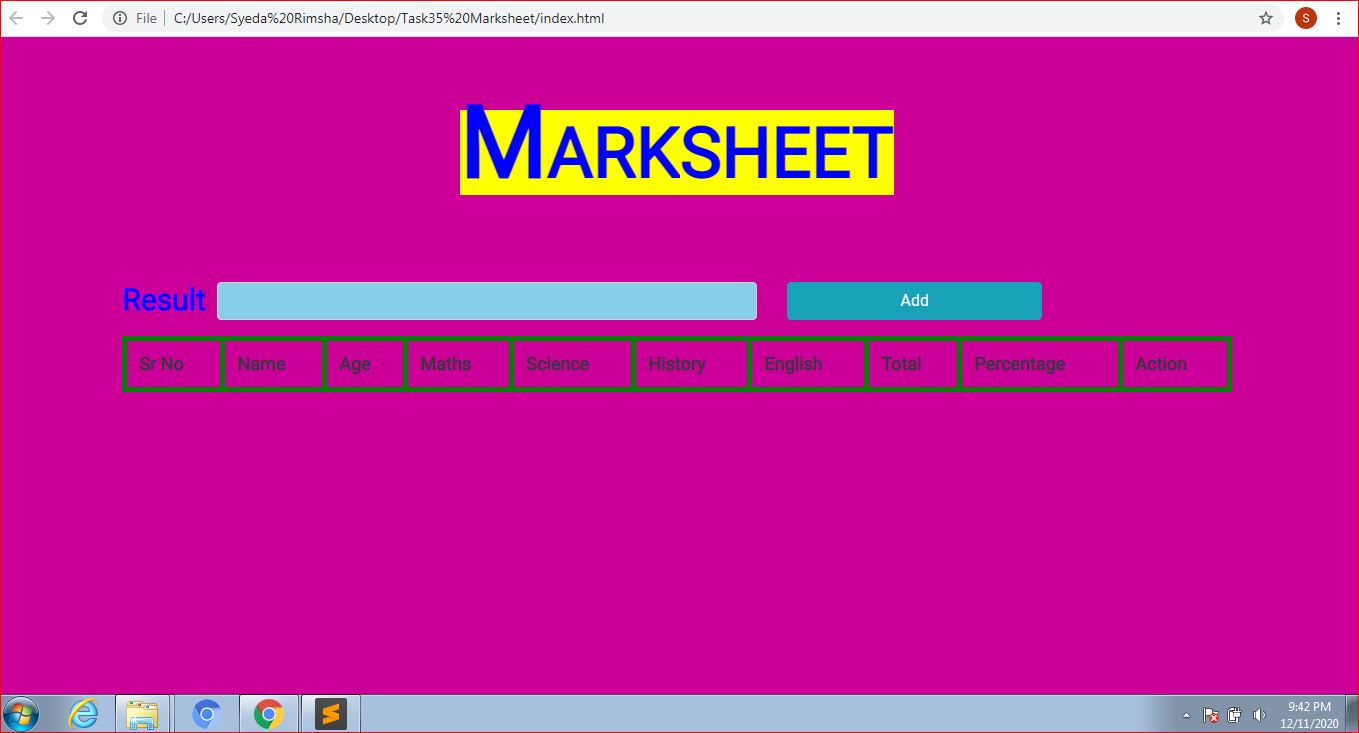 File C:/Users/Syeda%20Rimsha/Desktop/Task35%20Marksheet/index.html S
MARKSHEET
Result Add
Sr No Name Age Maths Science History English Total Percentage Action
9:42 PM
12/11/2020